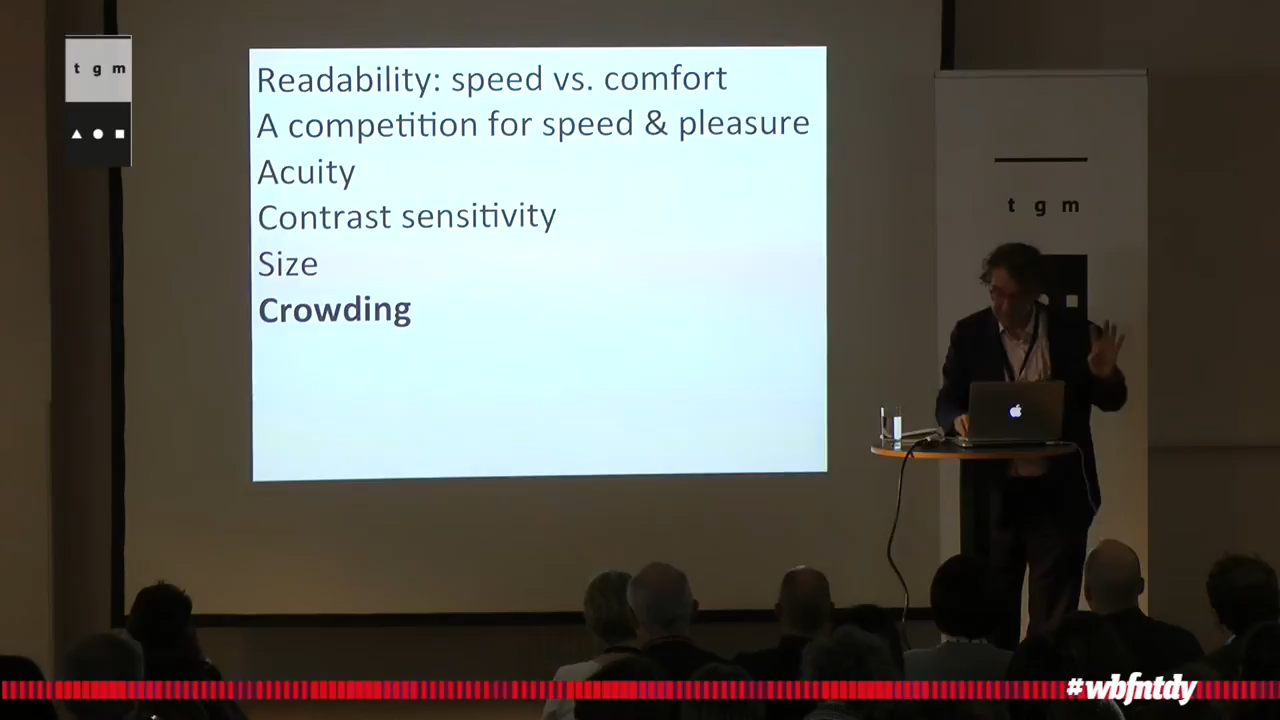 t g m
Readability: speed vs. comfort
A competition for speed & pleasure
Acuity
Contrast sensitivity
Size
Crowding
t g m
#wbfntdy